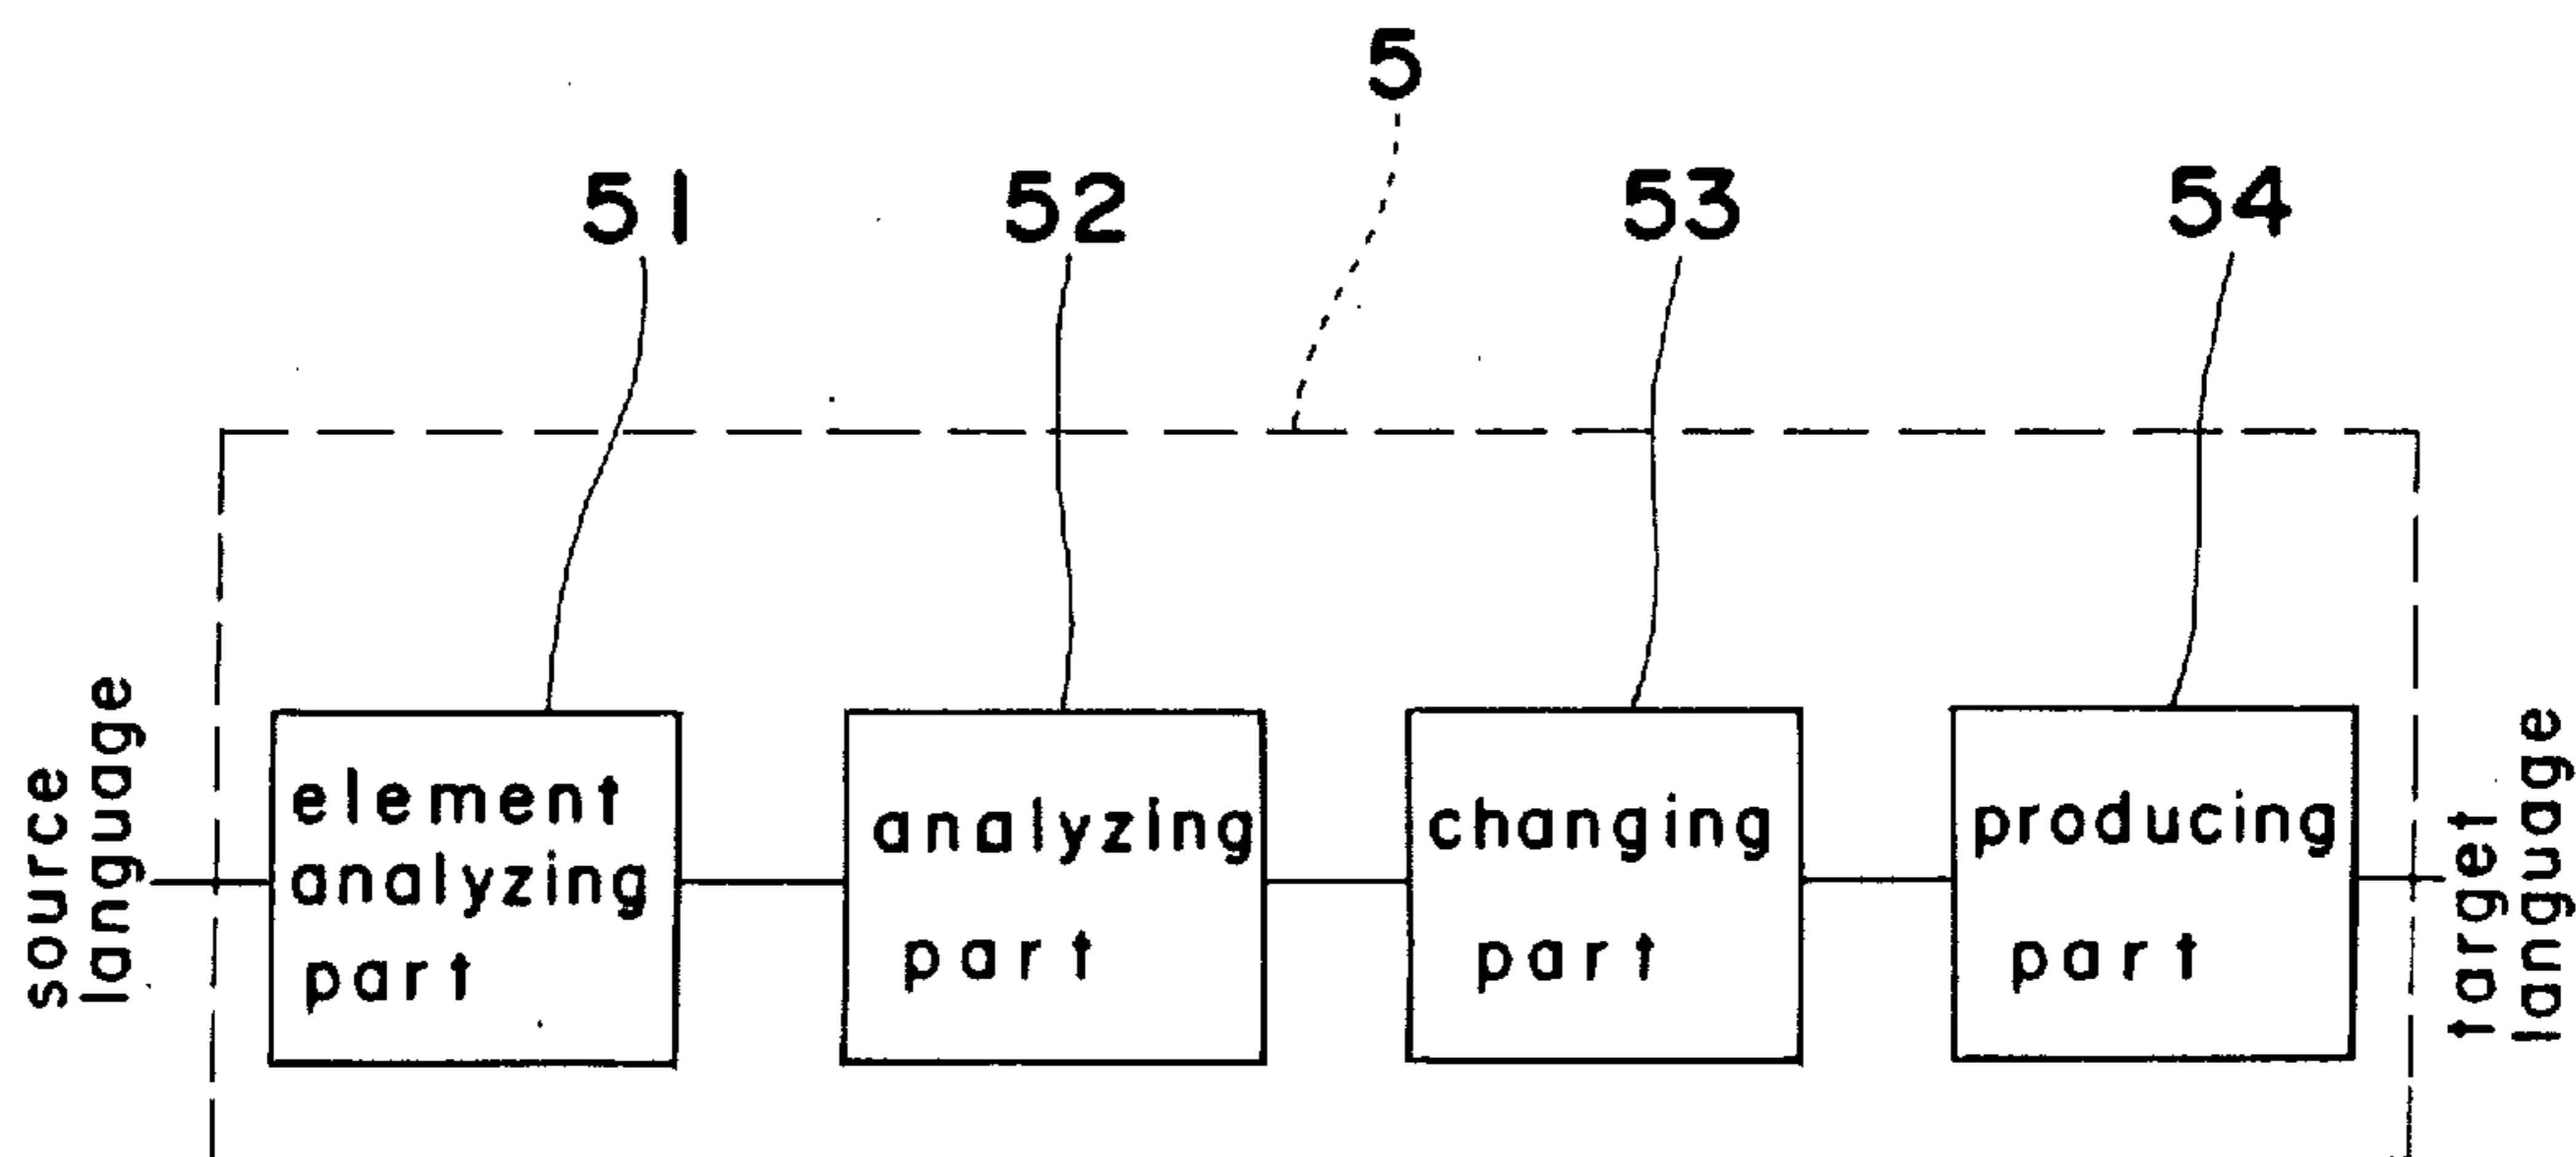 5
51
52
53
54
source
language
element
analyzing
part
analyzing
part
changing
part
producing
part
target
language